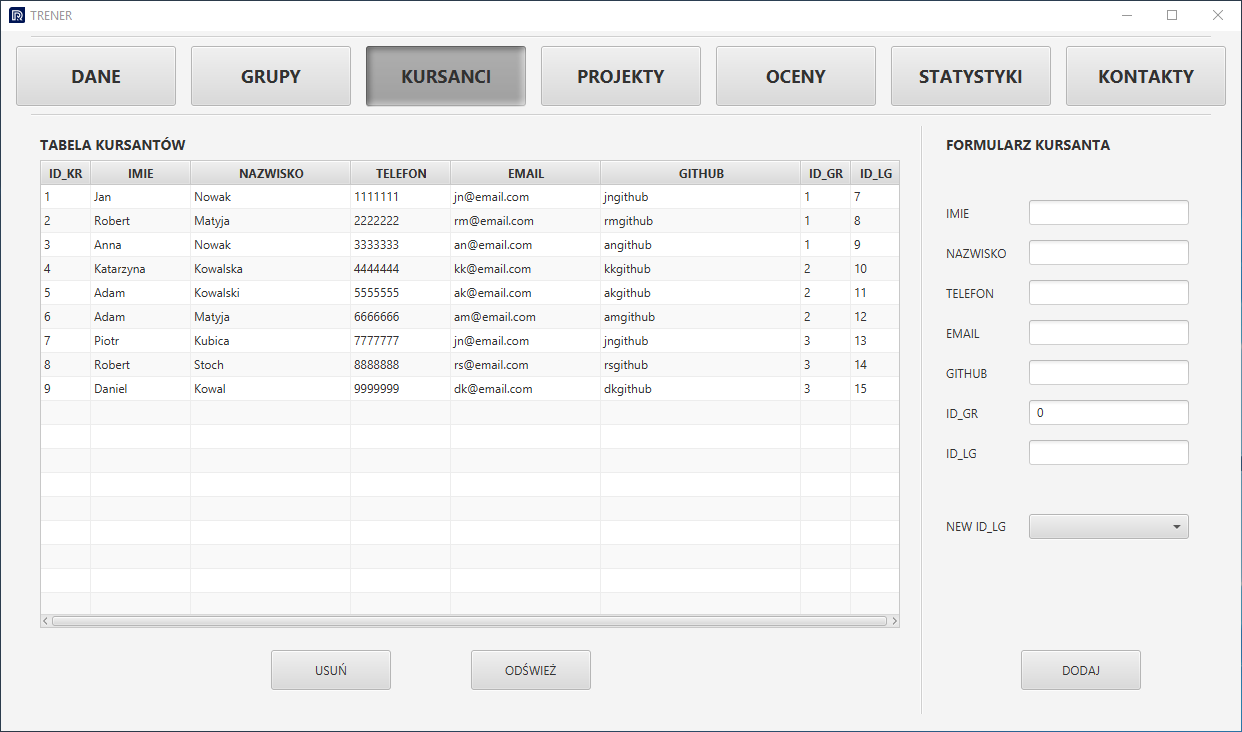 TRENER
DANE GRUPY KURSANCI PROJEKTY OCENY STATYSTYKI KONTAKTY
TABELA KURSANTÓW
ID_KR IMIE NAZWISKO TELEFON EMAIL GITHUB ID_GR ID_LG
1 Jan Nowak 1111111 jn@email.com jngithub 1 7
2 Robert Matyja 2222222 rm@email.com rmgithub 1 8
3 Anna Nowak 3333333 an@email.com angithub 1 9
4 Katarzyna Kowalska 4444444 kk@email.com kkgithub 2 10
5 Adam Kowalski 5555555 ak@email.com akgithub 2 11
6 Adam Matyja 6666666 am@email.com amgithub 2 12
7 Piotr Kubica 7777777 jn@email.com jngithub 3 13
8 Robert Stoch 8888888 rs@email.com rsgithub 3 14
9 Daniel Kowal 9999999 dk@email.com dkgithub 3 15
USUŃ ODŚWIEŻ
FORMULARZ KURSANTA
IMIE
NAZWISKO
TELEFON
EMAIL
GITHUB
ID_GR 0
ID_LG
NEW ID_LG
DODAJ